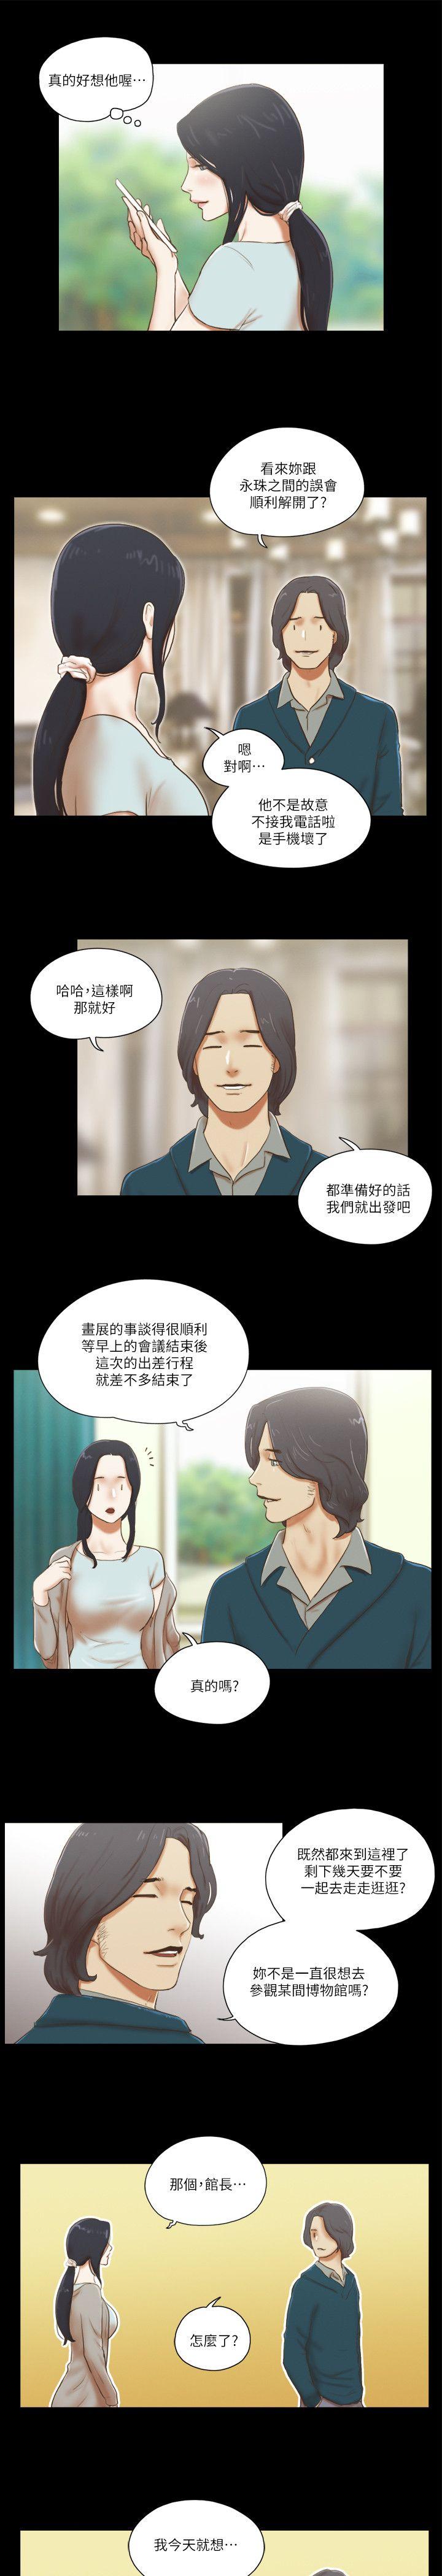 真的好想他喔…
看來妳跟
永珠之間的誤會
順利解開了?
嗯
對啊…
他不是故意
不接我電話啦
是手機壞了
哈哈，這樣啊
那就好
都準備好的話
我們就出發吧
畫展的事談得很順利
等早上的會議結束後
這次的出差行程
就差不多結束了
真的嗎?
既然都來到這裡了
剩下幾天要不要
一起去走走逛逛?
妳不是一直很想去
參觀某間博物館嗎?
那個，館長…
怎麼了?
我今天就想…